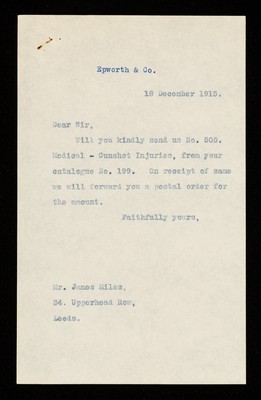 Epworth & Co.
18 December 1915.
Dear Sir,
Will you kindly send us No. 505.
Medical - Gunshot Injuries, from your
catalogue No. 199. On receipt of same
we will forward you a postal order for
the amount.
Faithfully yours,
Mr. James Miles,
34. Upperhead Row,
Leeds.